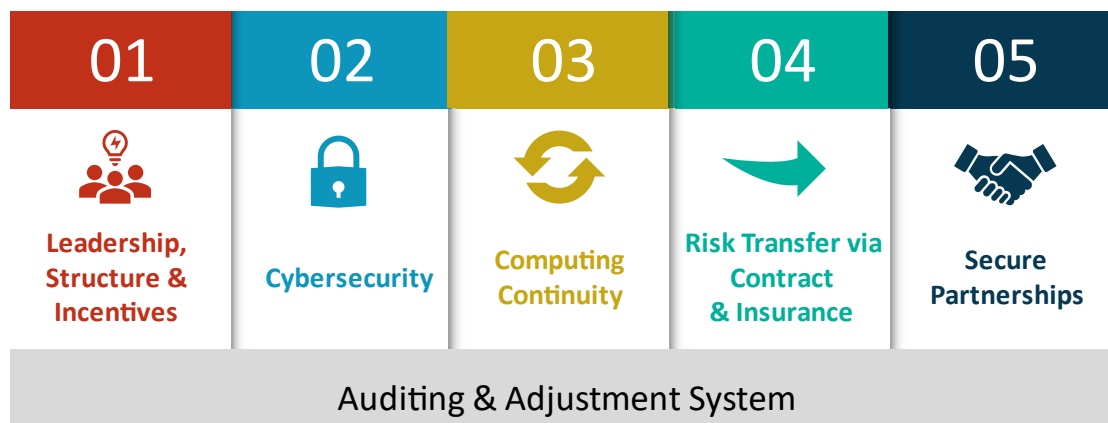 01
02
03
04
05
Leadership,
Structure &
Incentives
Cybersecurity
Computing
Continuity
Risk Transfer via
Contract
& Insurance
Secure
Partnerships
Auditing & Adjustment System